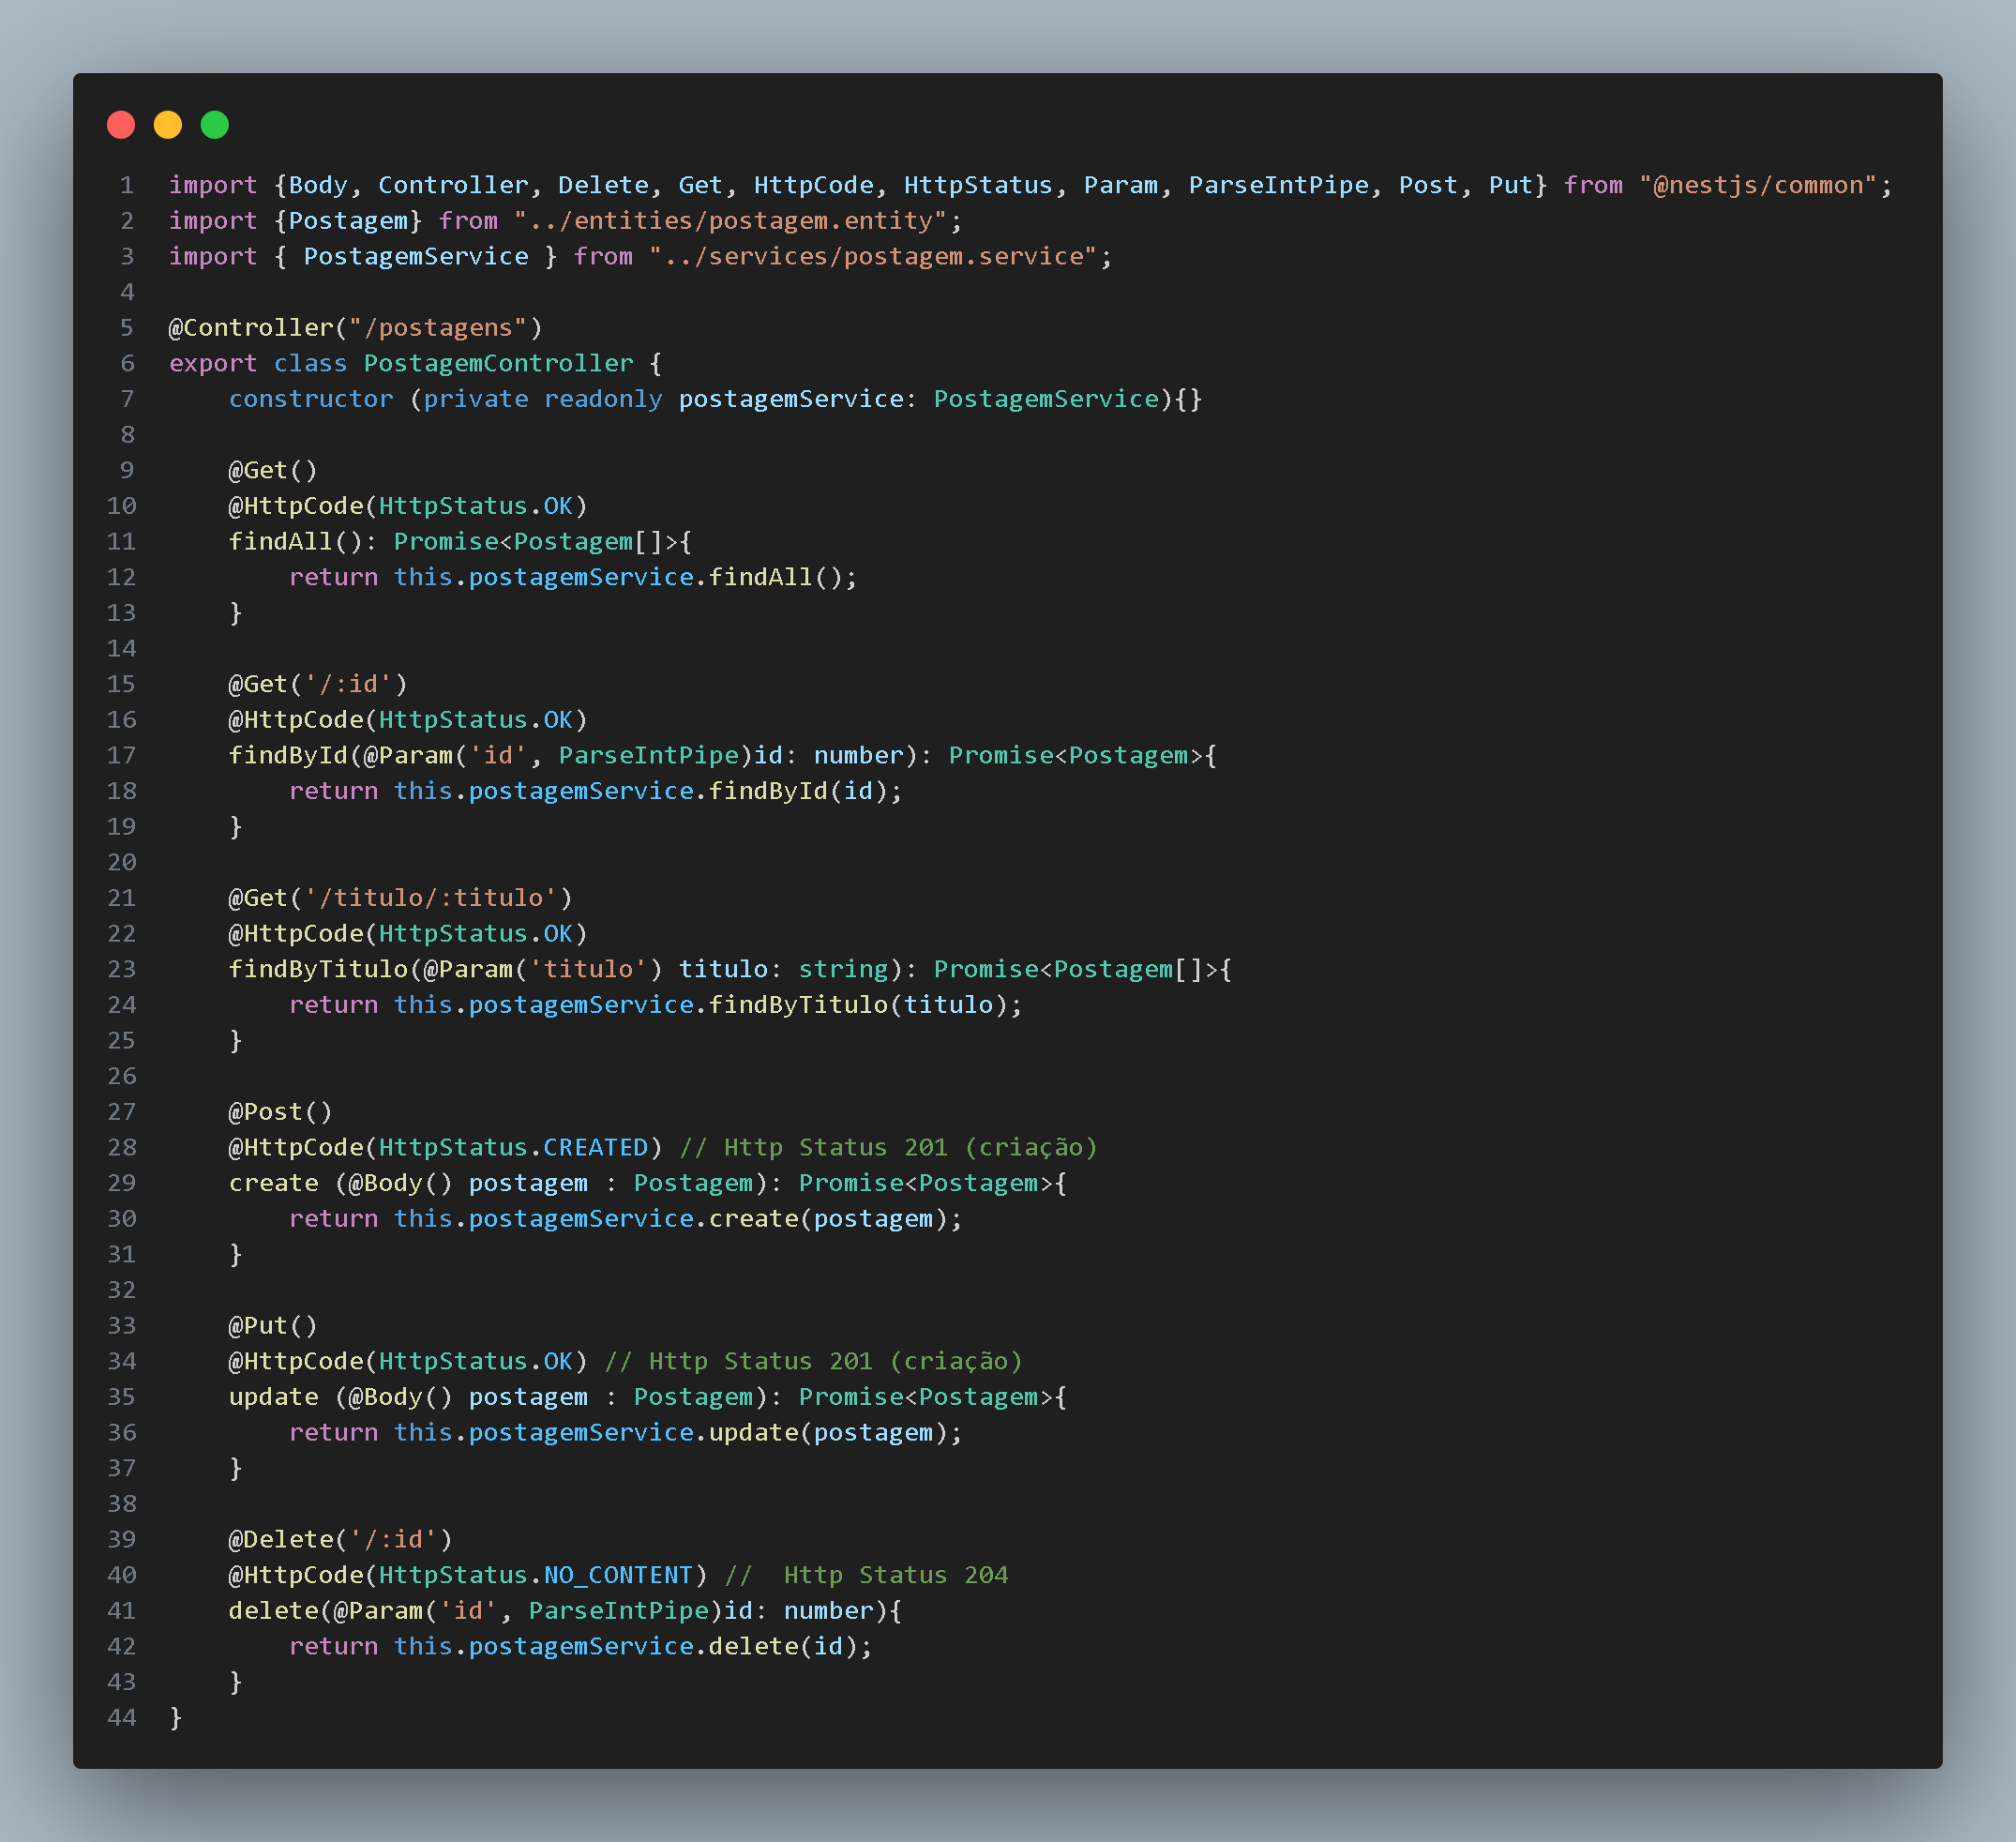 1 import {Body, Controller, Delete, Get, HttpCode, HttpStatus, Param, ParseIntPipe, Post, Put} from "@nestjs/common";
2 import {Postagem} from "../entities/postagem.entity";
3 import { PostagemService } from "../services/postagem.service";
4
5 @Controller("/postagens")
6 export class PostagemController {
7     constructor (private readonly postagemService: PostagemService){}
8
9     @Get()
10     @HttpCode(HttpStatus.OK)
11     findAll(): Promise<Postagem[]>{
12         return this.postagemService.findAll();
13     }
14
15     @Get('/:id')
16     @HttpCode(HttpStatus.OK)
17     findById(@Param('id', ParseIntPipe)id: number): Promise<Postagem>{
18         return this.postagemService.findById(id);
19     }
20
21     @Get('/titulo/:titulo')
22     @HttpCode(HttpStatus.OK)
23     findByTitulo(@Param('titulo') titulo: string): Promise<Postagem[]>{
24         return this.postagemService.findByTitulo(titulo);
25     }
26
27     @Post()
28     @HttpCode(HttpStatus.CREATED) // Http Status 201 (criação)
29     create (@Body() postagem : Postagem): Promise<Postagem>{
30         return this.postagemService.create(postagem);
31     }
32
33     @Put()
34     @HttpCode(HttpStatus.OK) // Http Status 201 (criação)
35     update (@Body() postagem : Postagem): Promise<Postagem>{
36         return this.postagemService.update(postagem);
37     }
38
39     @Delete('/:id')
40     @HttpCode(HttpStatus.NO_CONTENT) //  Http Status 204
41     delete(@Param('id', ParseIntPipe)id: number){
42         return this.postagemService.delete(id);
43     }
44 }